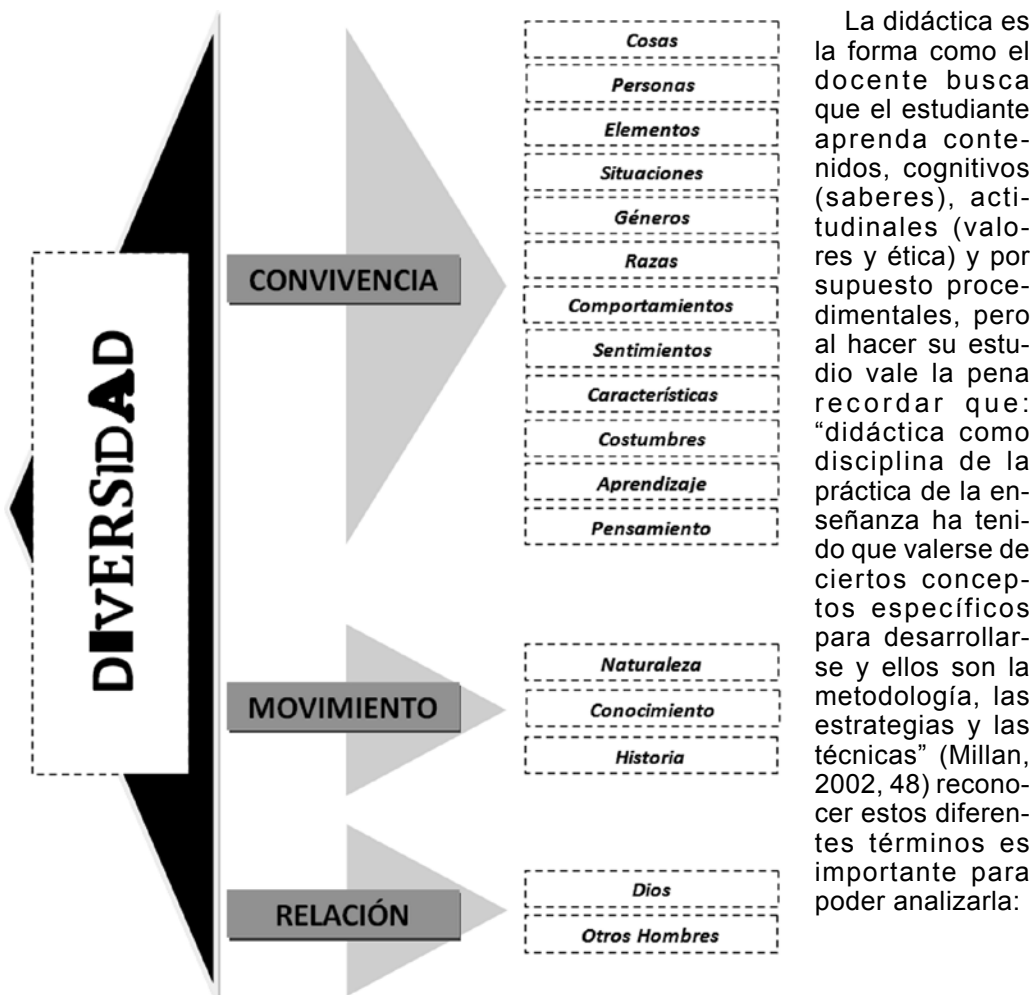 DIVERSIDAD
CONVIVENCIA
Cosas
Personas
Elementos
Situaciones
Géneros
Razas
Comportamientos
Sentimientos
Características
Costumbres
Aprendizaje
Pensamiento
MOVIMIENTO
Naturaleza
Conocimiento
Historia
RELACIÓN
Dios
Otros Hombres
La didáctica es
la forma como el
docente busca
que el estudiante
aprenda conte-
nidos, cognitivos
(saberes), acti-
tudinales (valo-
res y ética) y por
supuesto proce-
dimentales, pero
al hacer su estu-
dio vale la pena
recordar que:
“didáctica como
disciplina de la
práctica de la en-
señanza ha teni-
do que valerse de
ciertos concep-
tos específicos
para desarrollar-
se y ellos son la
metodología, las
estrategias y las
técnicas” (Millan,
2002, 48) recono-
cer estos diferen-
tes términos es
importante para
poder analizarla: